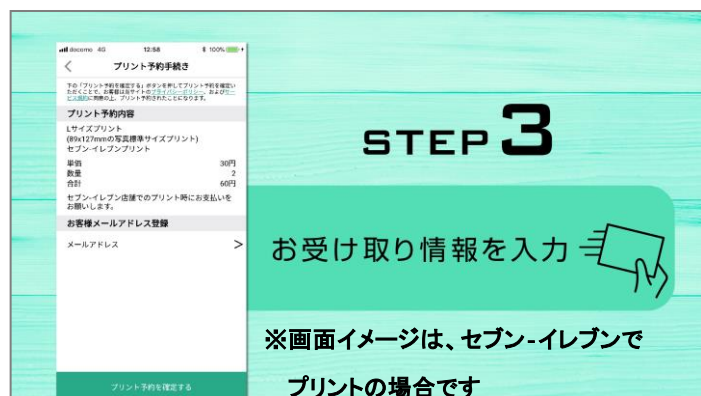 docomo 4G 12:58 100%
プリント予約手続き
下の「プリント予約を確定する」ボタンを押してプリント予約を確定い
ただくことで、お客様は当サイトのプライバシーポリシー、およびサー
ビス規約に同意の上、プリント予約されたことになります。
プリント予約内容
Lサイズプリント
(89x127mmの写真標準サイズプリント)
セブン-イレブンプリント
単価 30円
数量 2
合計 60円
セブン-イレブン店舗でのプリント時にお支払いを
お願いします。
お客様メールアドレス登録
メールアドレス >
プリント予約を確定する
STEP 3
お受け取り情報を入力
※画面イメージは、セブン-イレブンで
プリントの場合です